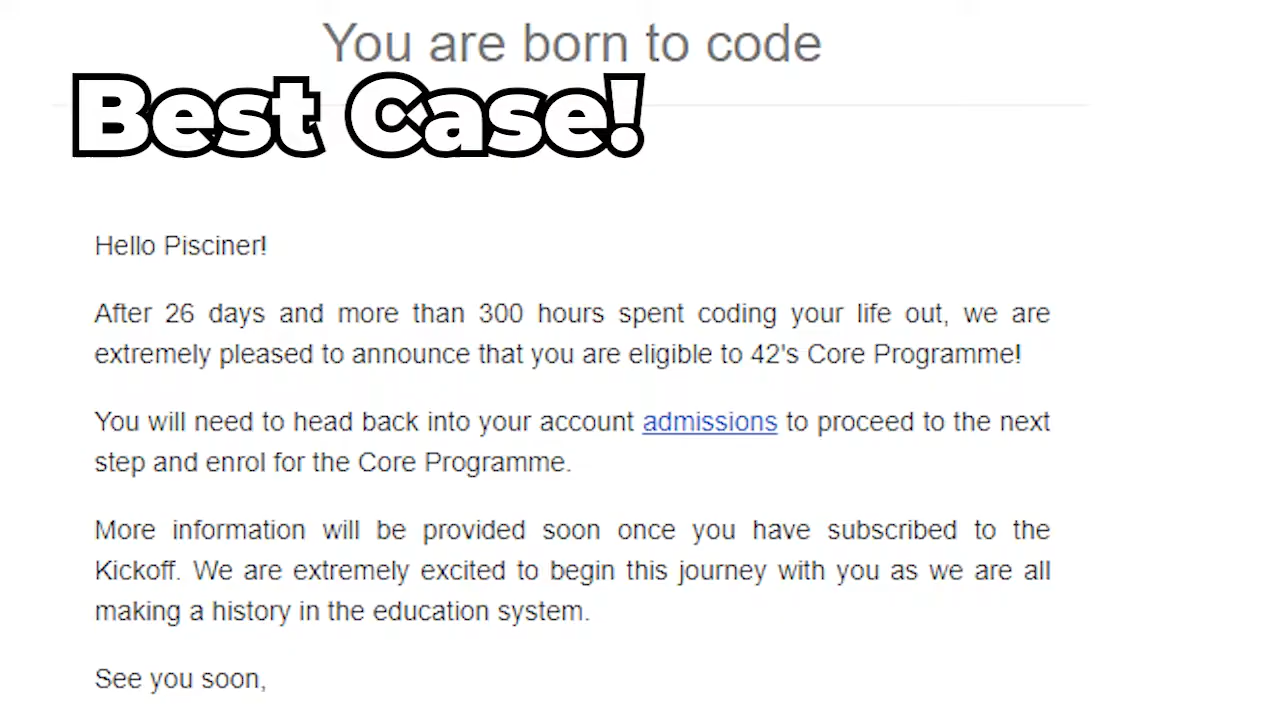 You are born to code
Best Case!
Hello Pisciner!
After 26 days and more than 300 hours spent coding your life out, we are
extremely pleased to announce that you are eligible to 42's Core Programme!
You will need to head back into your account admissions to proceed to the next
step and enrol for the Core Programme.
More information will be provided soon once you have subscribed to the
Kickoff. We are extremely excited to begin this journey with you as we are all
making a history in the education system.
See you soon,